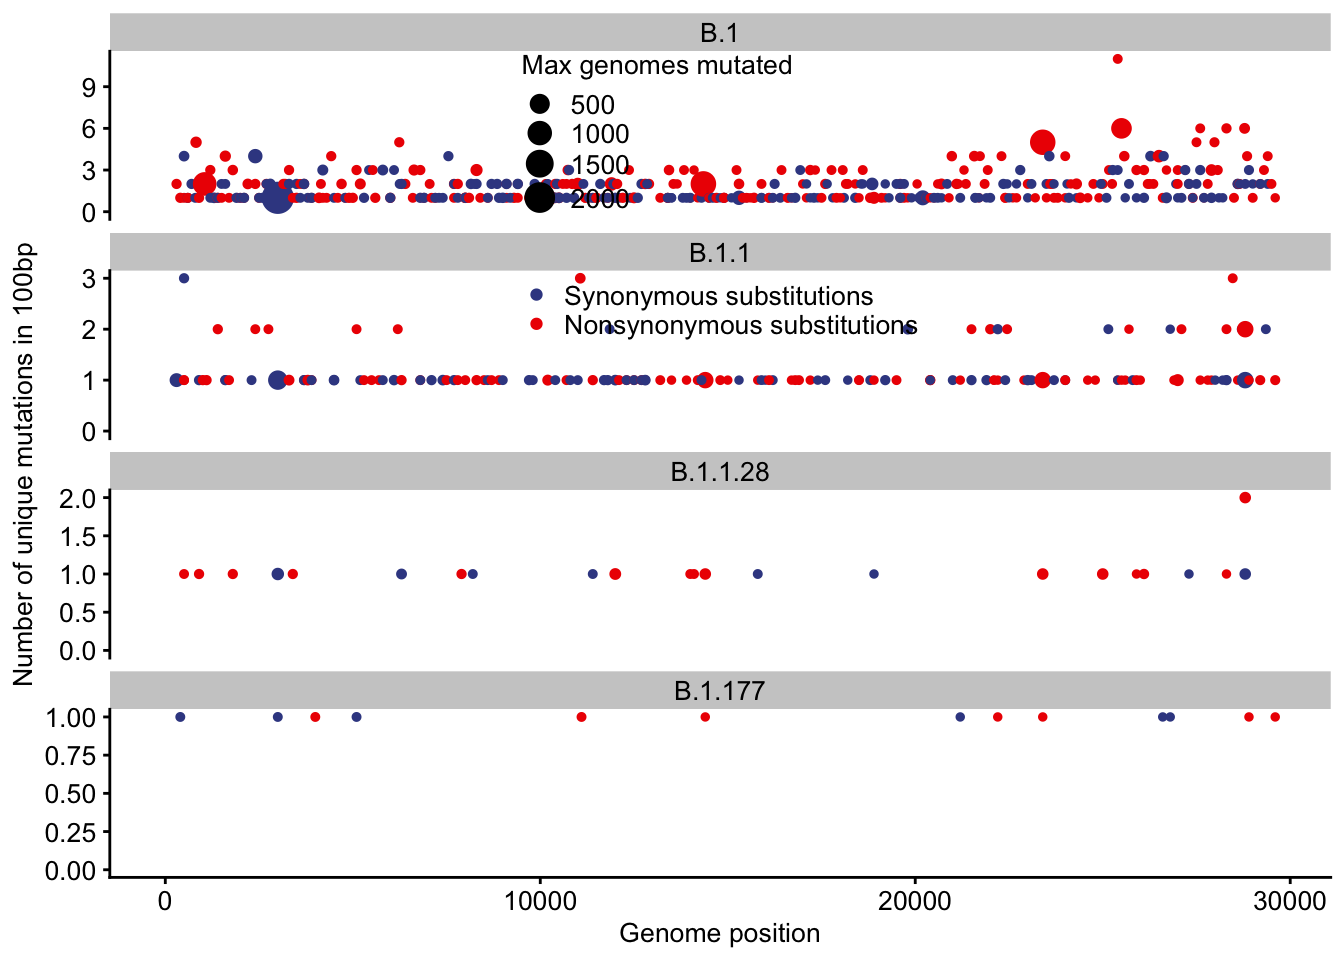 B.1
Max genomes mutated
500
1000
1500
2000
9
6
3
0
B.1.1
Synonymous substitutions
Nonsynonymous substitutions
3
2
1
0
B.1.1.28
2.0
1.5
1.0
0.5
0.0
B.1.177
1.00
0.75
0.50
0.25
0.00
0 10000 20000 30000
Genome position
Number of unique mutations in 100bp